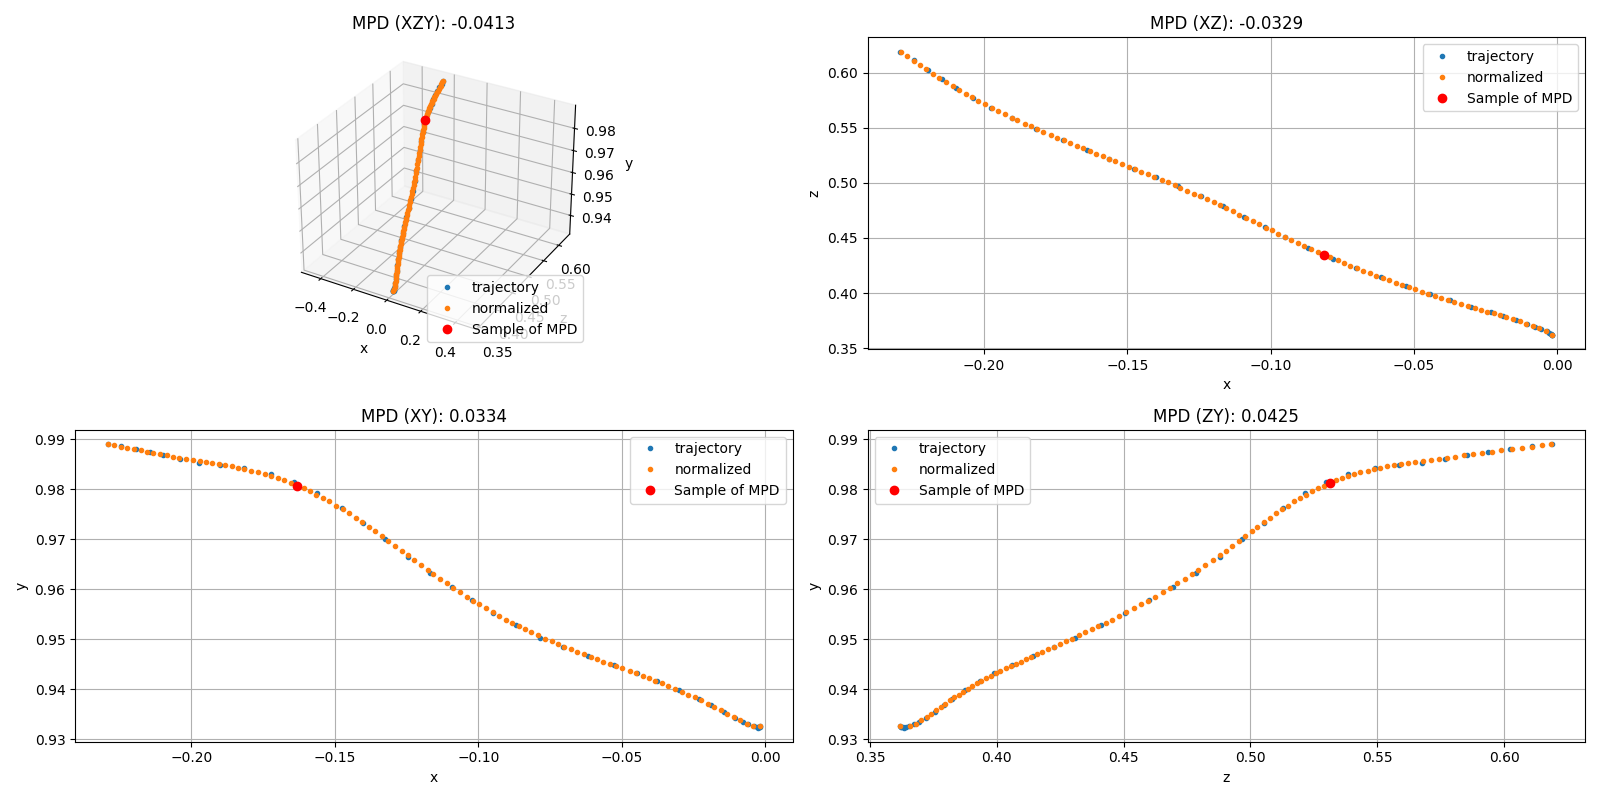 MPD (XZY): -0.0413
0.98
0.97
0.96
0.95
0.94
y
0.60
0.55
0.50
0.45
0.40
0.35
z
−0.4
−0.2
0.0
0.2
0.4
x
trajectory
normalized
Sample of MPD
MPD (XZ): -0.0329
trajectory
normalized
Sample of MPD
0.60
0.55
0.50
0.45
0.40
0.35
z
−0.20 −0.15 −0.10 −0.05 0.00
x
MPD (XY): 0.0334
trajectory
normalized
Sample of MPD
0.99
0.98
0.97
0.96
0.95
0.94
0.93
y
−0.20 −0.15 −0.10 −0.05 0.00
x
MPD (ZY): 0.0425
trajectory
normalized
Sample of MPD
0.99
0.98
0.97
0.96
0.95
0.94
0.93
y
0.35 0.40 0.45 0.50 0.55 0.60
z